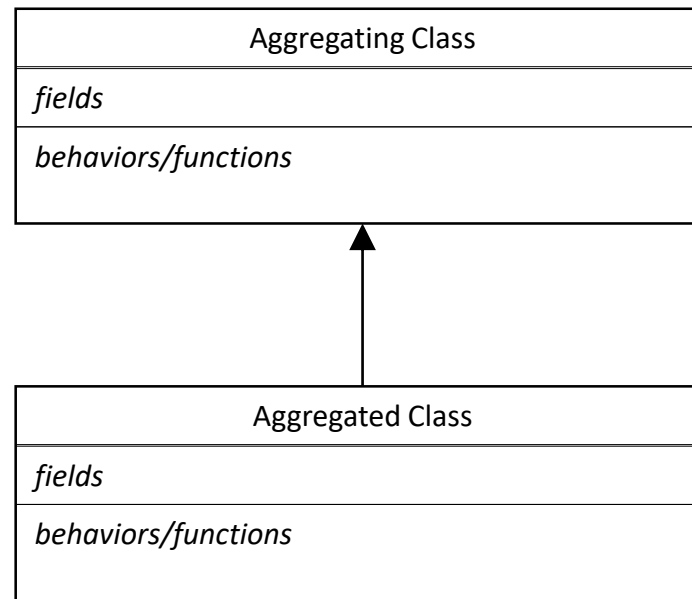 Aggregating Class
fields
behaviors/functions
Aggregated Class
fields
behaviors/functions